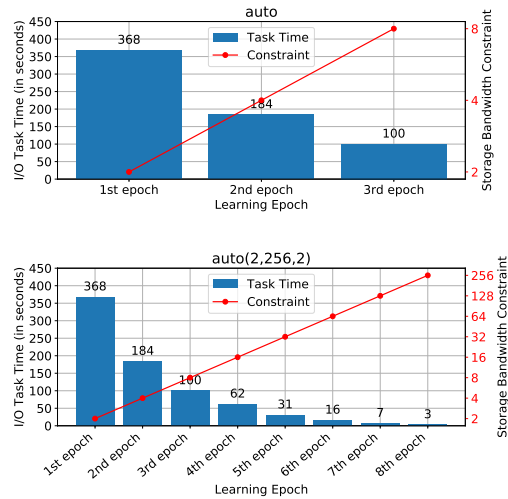 auto
I/O Task Time (in seconds)
450
400
350
300
250
200
150
100
50
0
368
184
100
Task Time
Constraint
8
4
2
Storage Bandwidth Constraint
1st epoch
2nd epoch
3rd epoch
Learning Epoch
auto(2,256,2)
I/O Task Time (in seconds)
450
400
350
300
250
200
150
100
50
0
368
184
100
62
31
16
7
3
Task Time
Constraint
256
128
64
32
16
8
4
2
Storage Bandwidth Constraint
1st epoch
2nd epoch
3rd epoch
4th epoch
5th epoch
6th epoch
7th epoch
8th epoch
Learning Epoch